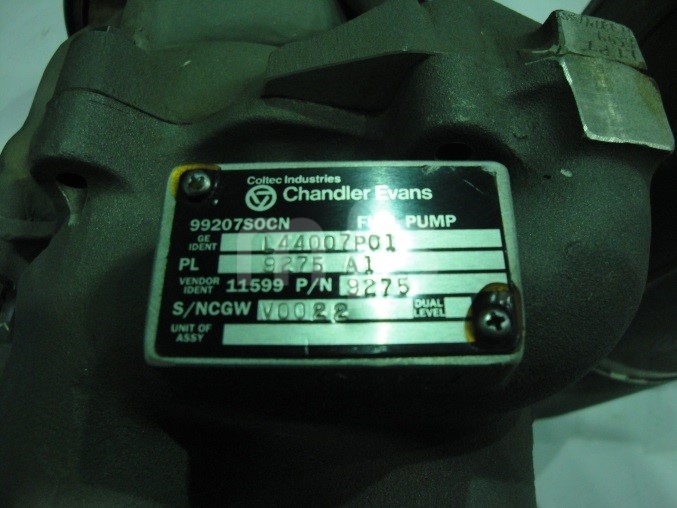 Coltec Industries
Chandler Evans
99207SOCN PUMP
GE IDENT L44007P01
PL 9275 A1
VENDOR IDENT 11599 P/N 9275
S/NCGW V0022 DUAL LEVEL
UNIT OF ASSY